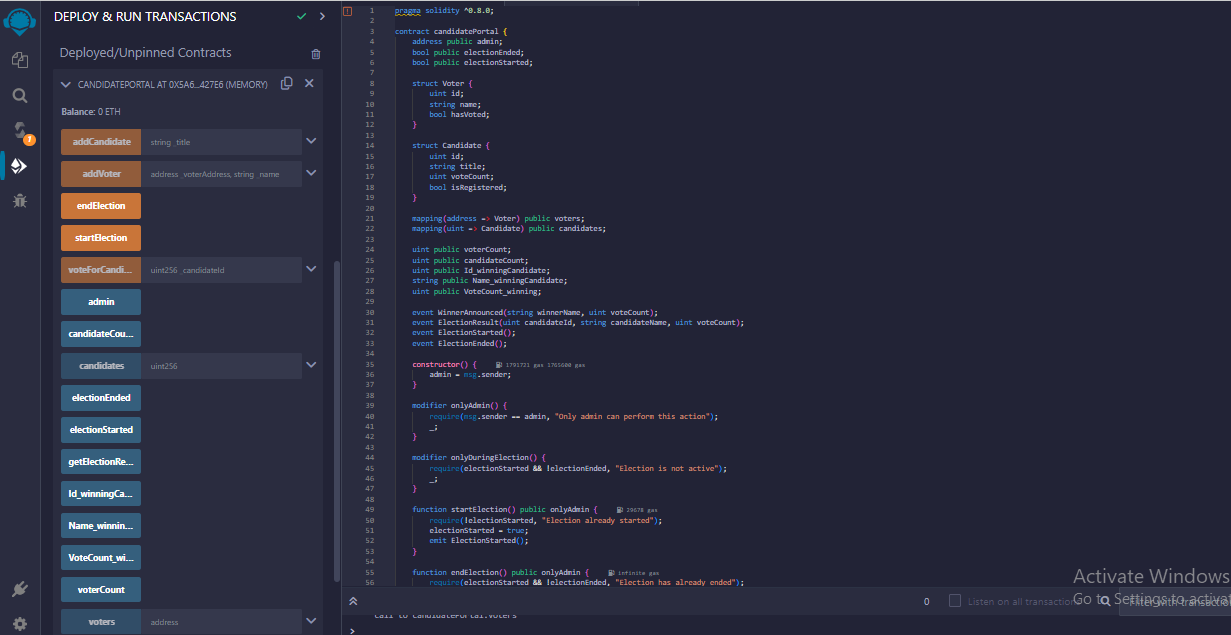 DEPLOY & RUN TRANSACTIONS
Deployed/Unpinned Contracts
CANDIDATEPORTAL AT 0X5A6...427E6 (MEMORY)
Balance: 0 ETH
addCandidate string _title
addVoter address _voterAddress, string _name
endElection
startElection
voteForCandi... uint256 _candidateId
admin
candidateCou...
candidates uint256
electionEnded
electionStarted
getElectionRe...
Id_winningCa...
Name_winnin...
VoteCount_wi...
voterCount
voters address
1
1 pragma solidity ^0.8.0;
2
3 contract candidatePortal {
4 address public admin;
5 bool public electionEnded;
6 bool public electionStarted;
7
8 struct Voter {
9 uint id;
10 string name;
11 bool hasVoted;
12 }
13
14 struct Candidate {
15 uint id;
16 string title;
17 uint voteCount;
18 bool isRegistered;
19 }
20
21 mapping(address => Voter) public voters;
22 mapping(uint => Candidate) public candidates;
23
24 uint public voterCount;
25 uint public candidateCount;
26 uint public Id_winningCandidate;
27 string public Name_winningCandidate;
28 uint public VoteCount_winning;
29
30 event WinnerAnnounced(string winnerName, uint voteCount);
31 event ElectionResult(uint candidateId, string candidateName, uint voteCount);
32 event ElectionStarted();
33 event ElectionEnded();
34
35 constructor() { 1791721 gas 1765600 gas
36 admin = msg.sender;
37 }
38
39 modifier onlyAdmin() {
40 require(msg.sender == admin, "Only admin can perform this action");
41 _;
42 }
43
44 modifier onlyDuringElection() {
45 require(electionStarted && !electionEnded, "Election is not active");
46 _;
47 }
48
49 function startElection() public onlyAdmin { 29678 gas
50 require(!electionStarted, "Election already started");
51 electionStarted = true;
52 emit ElectionStarted();
53 }
54
55 function endElection() public onlyAdmin { infinite gas
56 require(electionStarted && !electionEnded, "Election has already ended");
0 Listen on all transactions
Filter with transactio
call to CandidatePortal.voters
>
Activate Windows
Go to Settings to activat